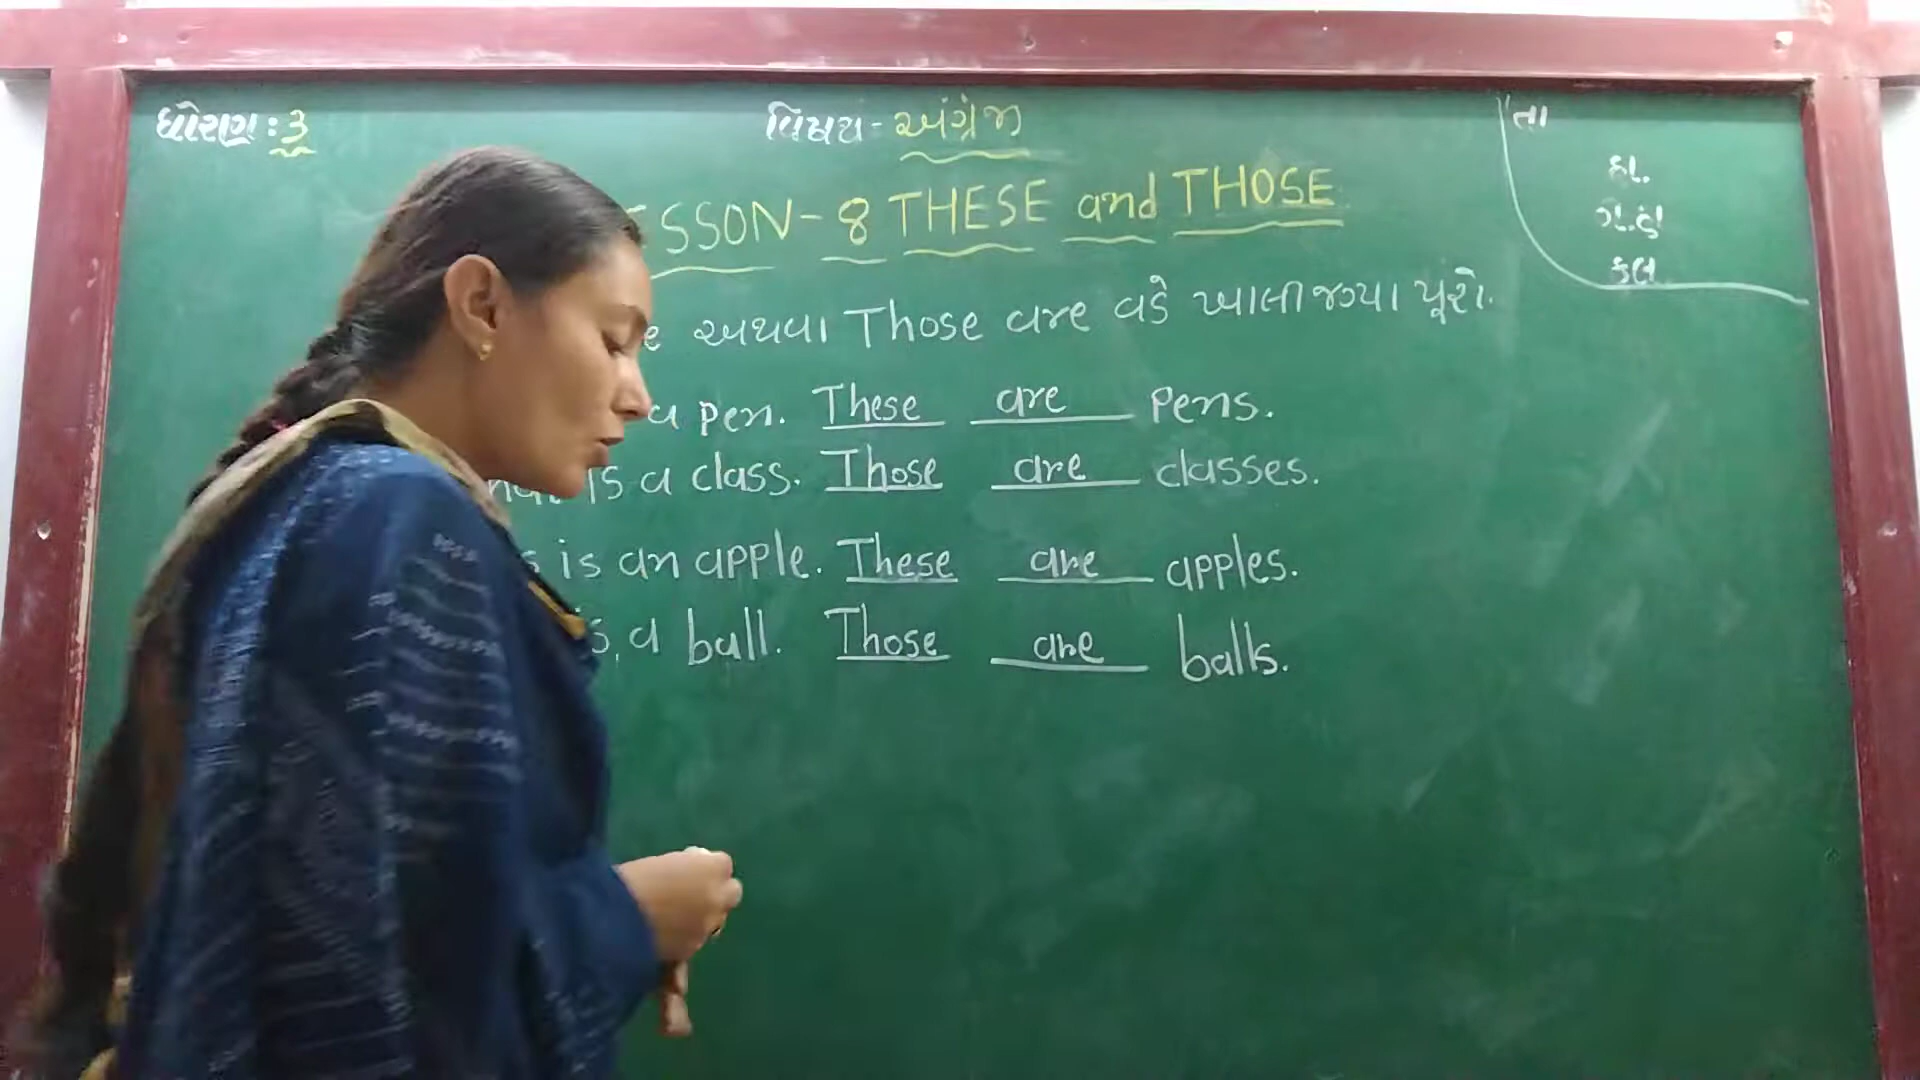 ધોરણ : 3
વિષય - અંગ્રેજી
તા
હા.
ગે.હા
કુલ
SSON - 8 THESE and THOSE
અથવા Those are વડે ખાલી જગ્યા પૂરો.
a pen. These are pens.
is a class. Those are classes.
is an apple. These are apples.
a ball. Those are balls.